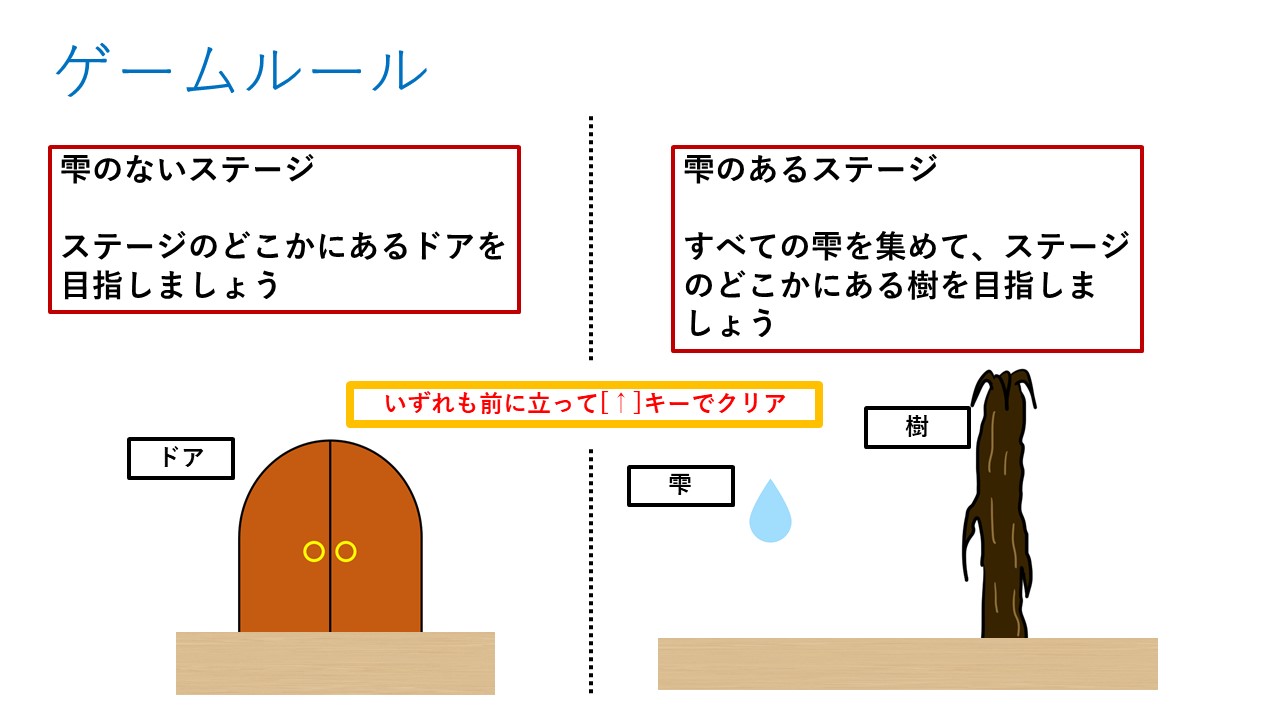 ゲームルール
雫のないステージ
ステージのどこかにあるドアを
目指しましょう
雫のあるステージ
すべての雫を集めて、ステージ
のどこかにある樹を目指しま
しょう
いずれも前に立って[↑]キーでクリア
ドア
雫
樹